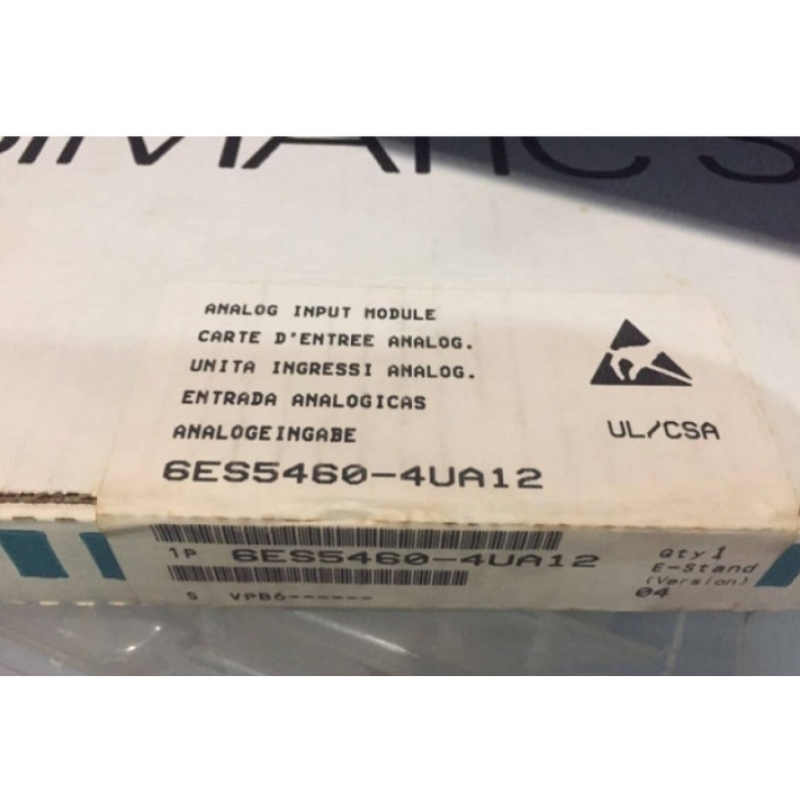 SIMATIC S
ANALOG INPUT MODULE
CARTE D'ENTREE ANALOG.
UNITA INGRESSI ANALOG.
ENTRADA ANALOGICAS
ANALOGEINGABE
UL/CSA
6ES5460-4UA12
1P 6ES5460-4UA12
Qty 1
E-Stand
(Version)
04
S VPB6------